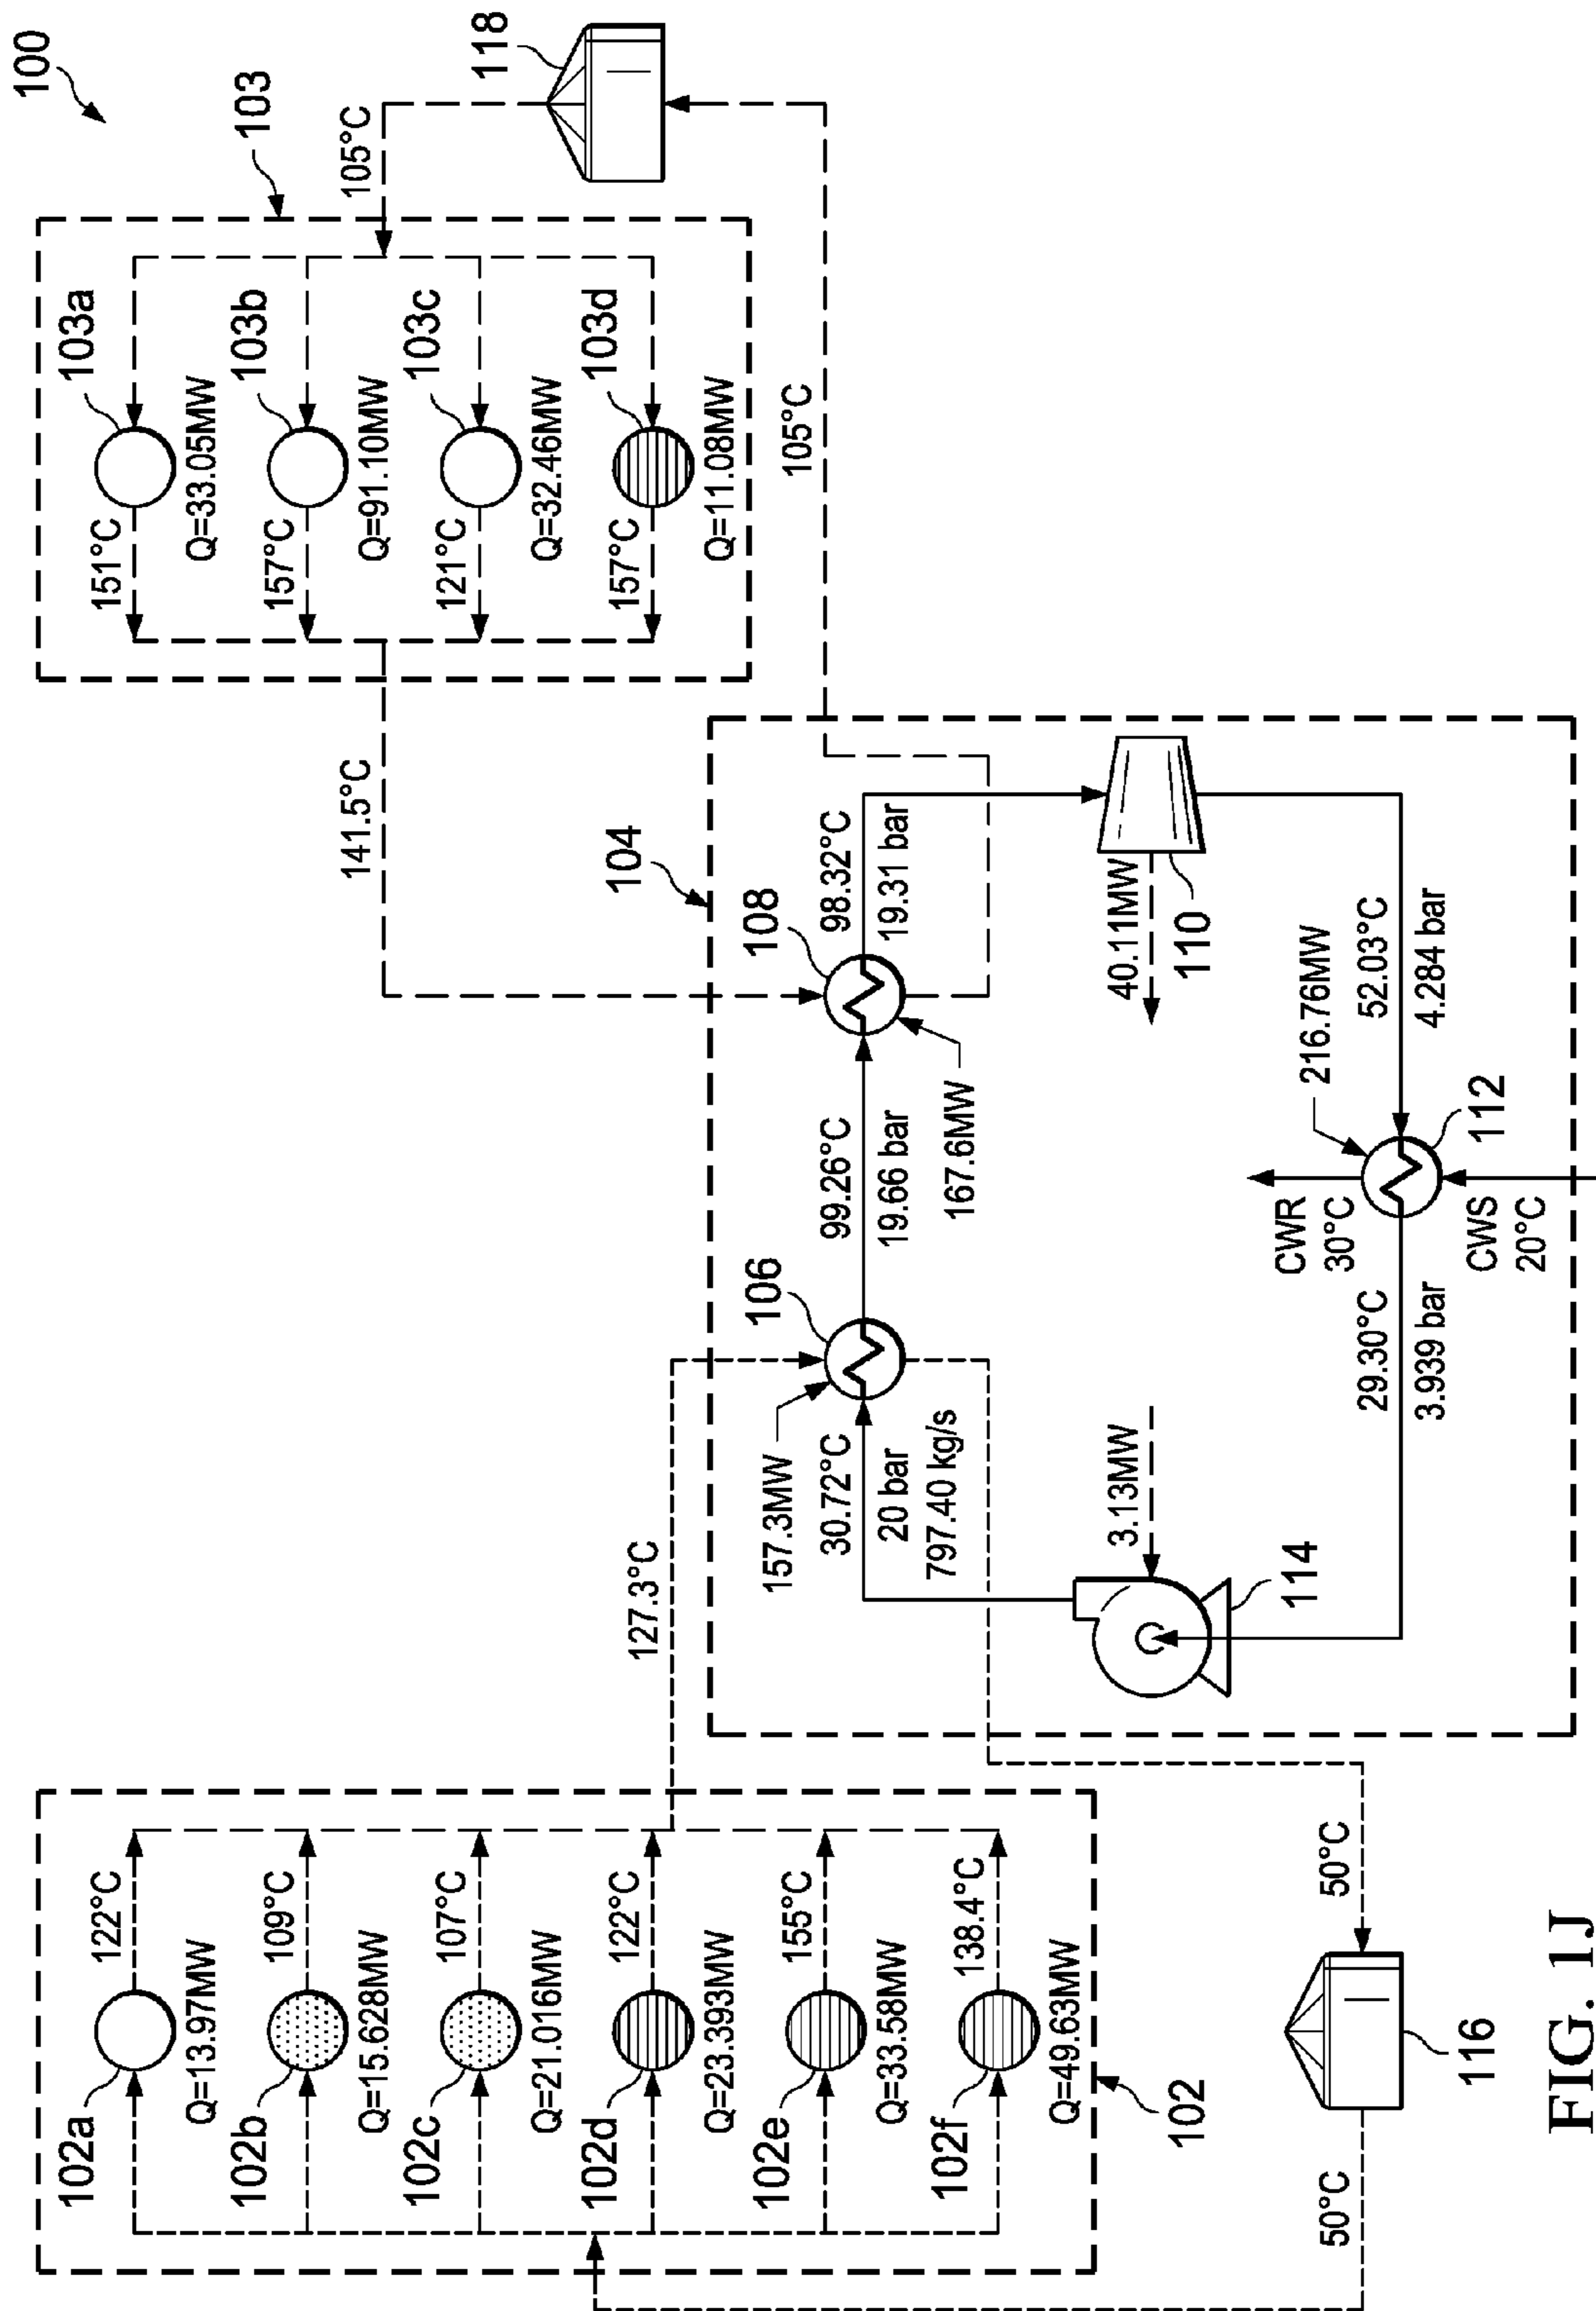 100
102a
122°C
Q=13.97MW
102b
109°C
Q=15.628MW
102c
107°C
Q=21.016MW
102d
122°C
Q=23.393MW
102e
155°C
Q=33.58MW
102f
138.4°C
Q=49.63MW
102
127.3°C
141.5°C
103
103a
151°C
Q=33.05MW
103b
157°C
Q=91.10MW
103c
121°C
Q=32.46MW
103d
157°C
Q=11.08MW
105°C
118
105°C
104
106
157.3MW
30.72°C
20 bar
797.40 kg/s
99.26°C
19.66 bar
108
167.6MW
98.32°C
19.31 bar
40.11MW
110
3.13MW
114
216.76MW
52.03°C
4.284 bar
112
CWR
30°C
CWS
20°C
29.30°C
3.939 bar
50°C
116
50°C
FIG. 1J